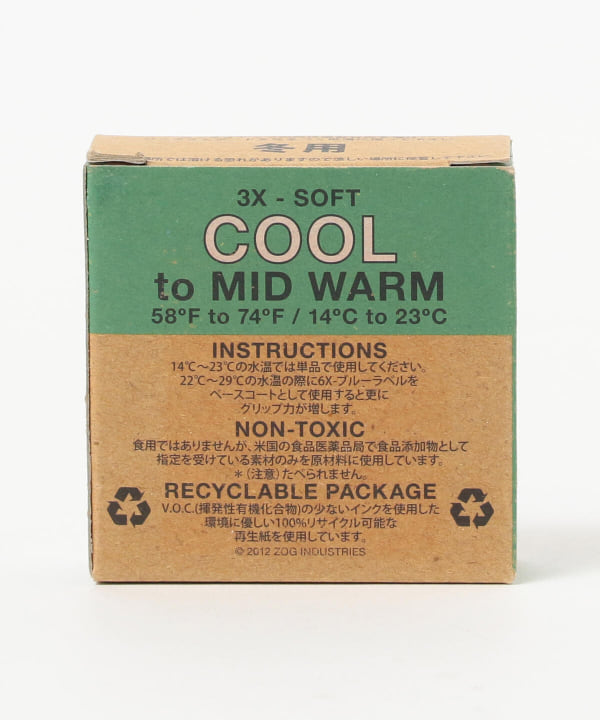 冬用
3X - SOFT
COOL
to MID WARM
58ºF to 74ºF / 14ºC to 23ºC
INSTRUCTIONS
14℃～23℃の水温では単品で使用してください。
22℃～29℃の水温の際に6X-ブルーラベルを
ベースコートとして使用すると更に
グリップ力が増します。
NON-TOXIC
食用ではありませんが、米国の食品医薬品局で食品添加物として
指定を受けている素材のみを原材料に使用しています。
＊（注意）たべられません。
RECYCLABLE PACKAGE
V.O.C.(揮発性有機化合物)の少ないインクを使用した
環境に優しい100%リサイクル可能な
再生紙を使用しています。
© 2012 ZOG INDUSTRIES